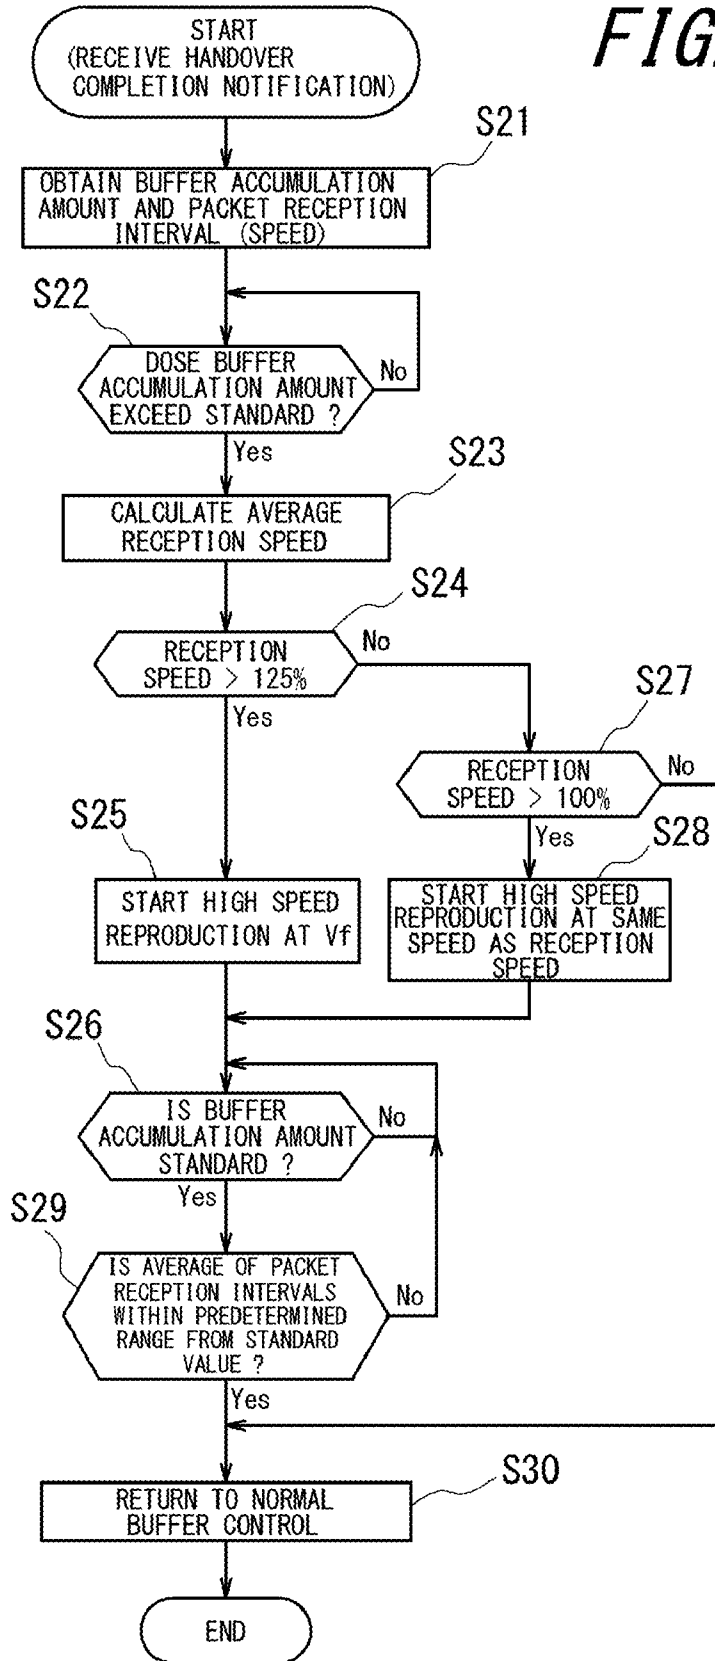 FIG.
START
(RECEIVE HANDOVER
COMPLETION NOTIFICATION)
S21
OBTAIN BUFFER ACCUMULATION
AMOUNT AND PACKET RECEPTION
INTERVAL (SPEED)
S22
DOSE BUFFER
ACCUMULATION AMOUNT
EXCEED STANDARD ?
No
Yes
S23
CALCULATE AVERAGE
RECEPTION SPEED
S24
RECEPTION
SPEED > 125%
No
Yes
S27
RECEPTION
SPEED > 100%
No
Yes
S25
START HIGH SPEED
REPRODUCTION AT Vf
S28
START HIGH SPEED
REPRODUCTION AT SAME
SPEED AS RECEPTION
SPEED
S26
IS BUFFER
ACCUMULATION AMOUNT
STANDARD ?
No
Yes
S29
IS AVERAGE OF PACKET
RECEPTION INTERVALS
WITHIN PREDETERMINED
RANGE FROM STANDARD
VALUE ?
No
Yes
S30
RETURN TO NORMAL
BUFFER CONTROL
END